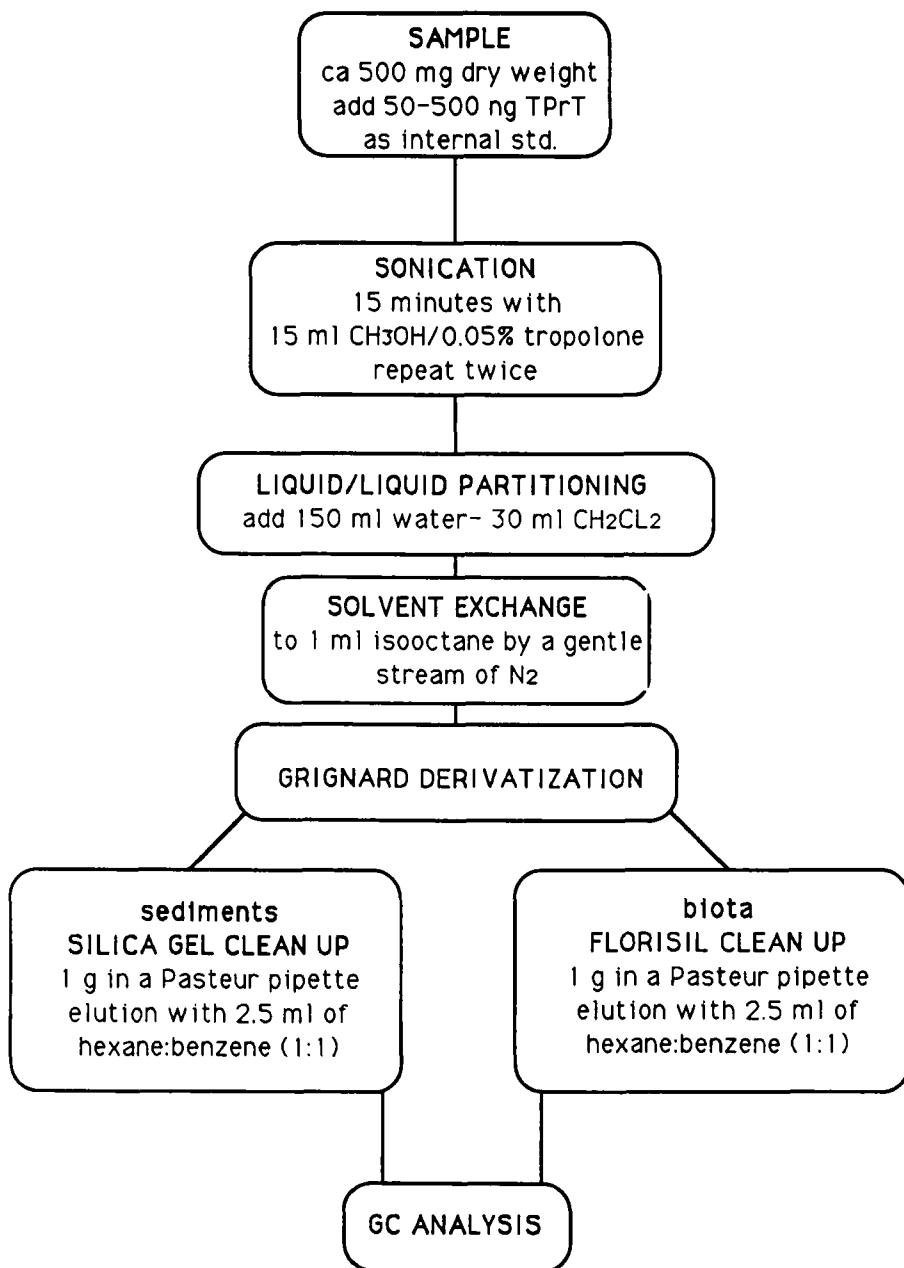 SAMPLE
ca 500 mg dry weight
add 50-500 ng TPrT
as internal std.
SONICATION
15 minutes with
15 ml CH3OH/0.05% tropolone
repeat twice
LIQUID/LIQUID PARTITIONING
add 150 ml water- 30 ml CH2CL2
SOLVENT EXCHANGE
to 1 ml isooctane by a gentle
stream of N2
GRIGNARD DERIVATIZATION
sediments
SILICA GEL CLEAN UP
1 g in a Pasteur pipette
elution with 2.5 ml of
hexane:benzene (1:1)
biota
FLORISIL CLEAN UP
1 g in a Pasteur pipette
elution with 2.5 ml of
hexane:benzene (1:1)
GC ANALYSIS